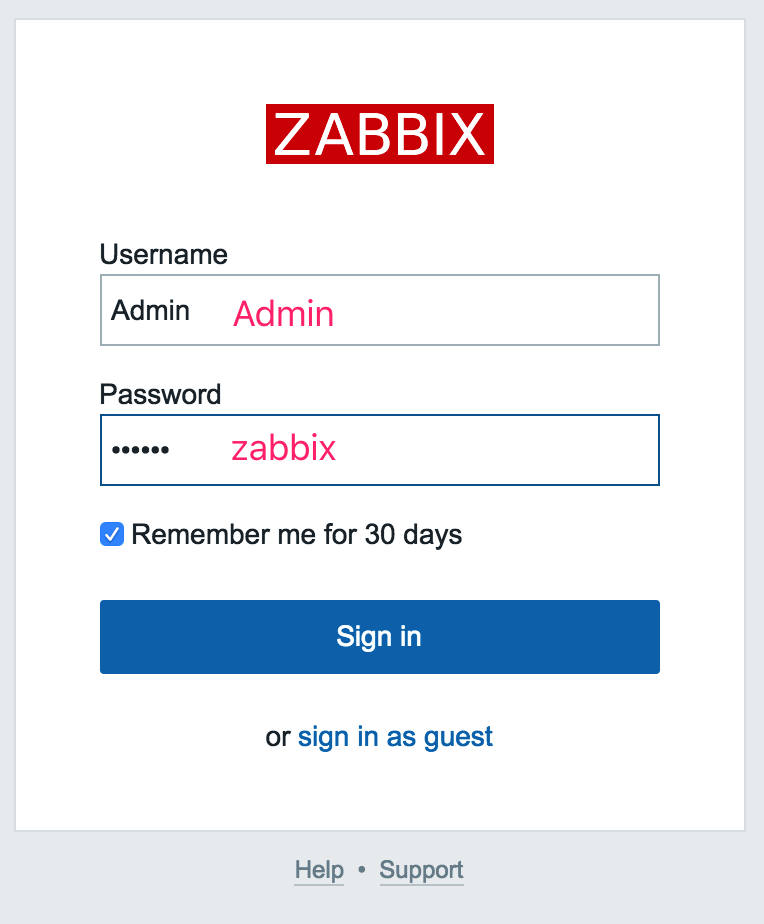 ZABBIX
Username
Admin Admin
Password
•••••• zabbix
Remember me for 30 days
Sign in
or sign in as guest
Help • Support